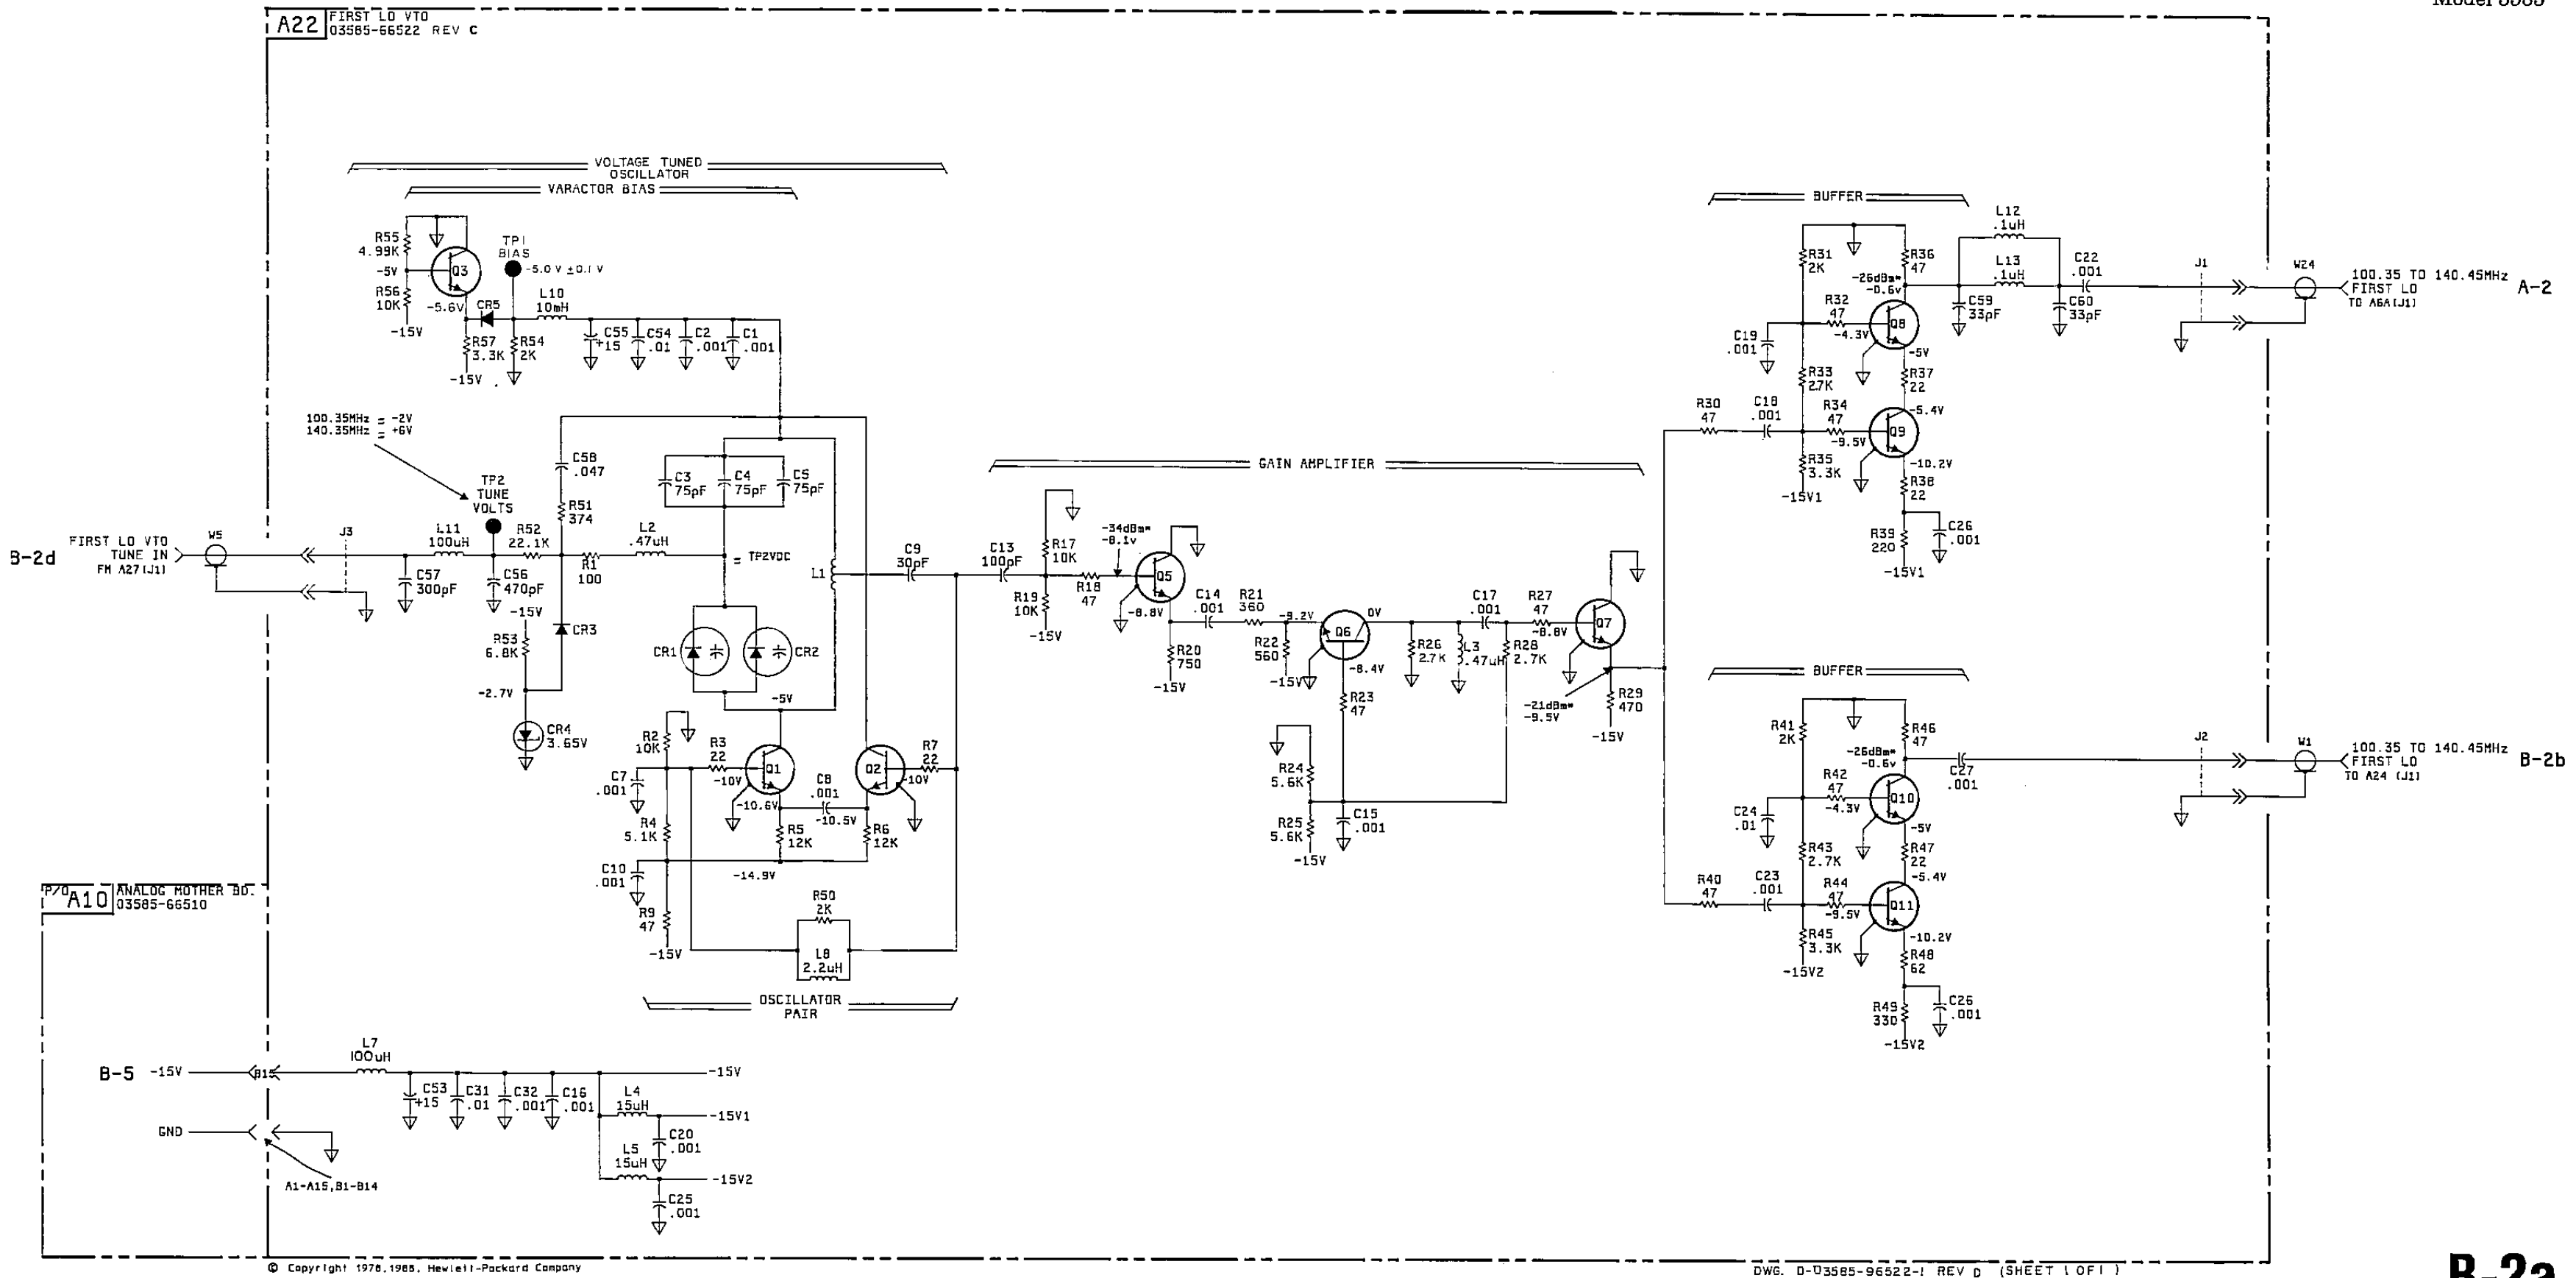 Model 3585
A22
FIRST LO VTO
03585-66522 REV C
VOLTAGE TUNED
OSCILLATOR
VARACTOR BIAS
R55
4.99K
-5V
R56
10K
-15V
Q3
-5.6V
TP1
BIAS
-5.0 V ±0.1 V
CR5
L10
10mH
R57
3.3K
-15V
R54
2K
C55
+15
C54
.01
C2
.001
C1
.001
100.35MHz = -2V
140.35MHz = +6V
TP2
TUNE
VOLTS
C58
.047
R51
374
C3
75pF
C4
75pF
C5
75pF
B-2d
FIRST LO VTO
TUNE IN
FM A27(J1)
W5
J3
L11
100uH
R52
22.1K
R1
100
L2
.47uH
= TP2VDC
L1
C57
300pF
C56
470pF
-15V
R53
6.8K
CR3
-2.7V
CR4
3.65V
CR1
CR2
-5V
R2
10K
R3
22
Q1
-10V
-10.6V
C8
.001
-10.5V
Q2
-10V
R7
22
C7
.001
R4
5.1K
R5
12K
R6
12K
C10
.001
-14.9V
R9
47
-15V
R50
2K
L8
2.2uH
OSCILLATOR
PAIR
C9
30pF
C13
100pF
GAIN AMPLIFIER
R17
10K
-34dBm*
-8.1v
R19
10K
-15V
R18
47
Q5
-8.8V
R20
750
-15V
C14
.001
R21
360
R22
560
-15V
-9.2V
Q6
0V
-8.4V
R23
47
R24
5.6K
R25
5.6K
-15V
C15
.001
R26
2.7K
L3
.47uH
C17
.001
R28
2.7K
R27
47
-8.8V
Q7
-21dBm*
-9.5V
R29
470
-15V
BUFFER
R31
2K
R36
47
-26dBm*
-0.6v
R32
47
-4.3V
Q8
-5V
C19
.001
R33
27K
R37
22
R30
47
C18
.001
R34
47
-9.5V
Q9
-5.4V
-10.2V
R35
3.3K
-15V1
R38
22
R39
220
-15V1
C26
.001
L12
.1uH
L13
.1uH
C59
33pF
C60
33pF
C22
.001
J1
W24
100.35 TO 140.45MHz
FIRST LO
TO A6A(J1)
A-2
BUFFER
R41
2K
R46
47
-26dBm*
-0.6v
R42
47
-4.3V
Q10
-5V
C24
.01
R43
2.7K
R47
22
-5.4V
R40
47
C23
.001
R44
47
-9.5V
Q11
-10.2V
R45
3.3K
-15V2
R48
62
R49
330
-15V2
C26
.001
C27
.001
J2
W1
100.35 TO 140.45MHz
FIRST LO
TO A24 (J1)
B-2b
P/O
A10
ANALOG MOTHER BD.
03585-66510
B-5
-15V
B15
L7
100uH
C53
+15
C31
.01
C32
.001
C16
.001
-15V
L4
15uH
-15V1
C20
.001
L5
15uH
-15V2
C25
.001
GND
A1-A15,B1-B14
© Copyright 1978,1985, Hewlett-Packard Company
DWG. D-03585-96522-1 REV D (SHEET 1 OF 1)
B-2a